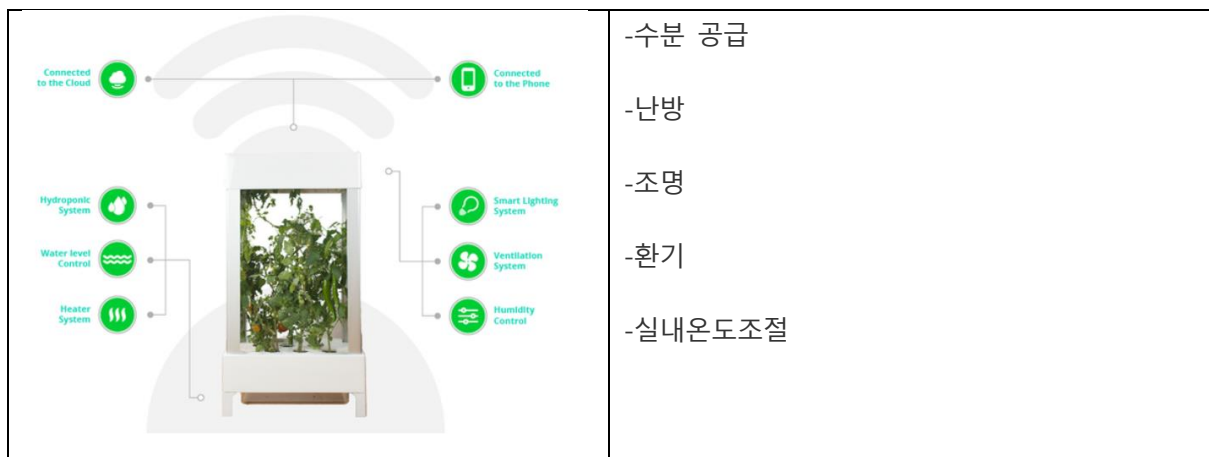 Connected
to the Cloud
Connected
to the Phone
Hydroponic
System
Smart Lighting
System
Water level
Control
Ventilation
System
Heater
System
Humidity
Control
-수분 공급
-난방
-조명
-환기
-실내온도조절